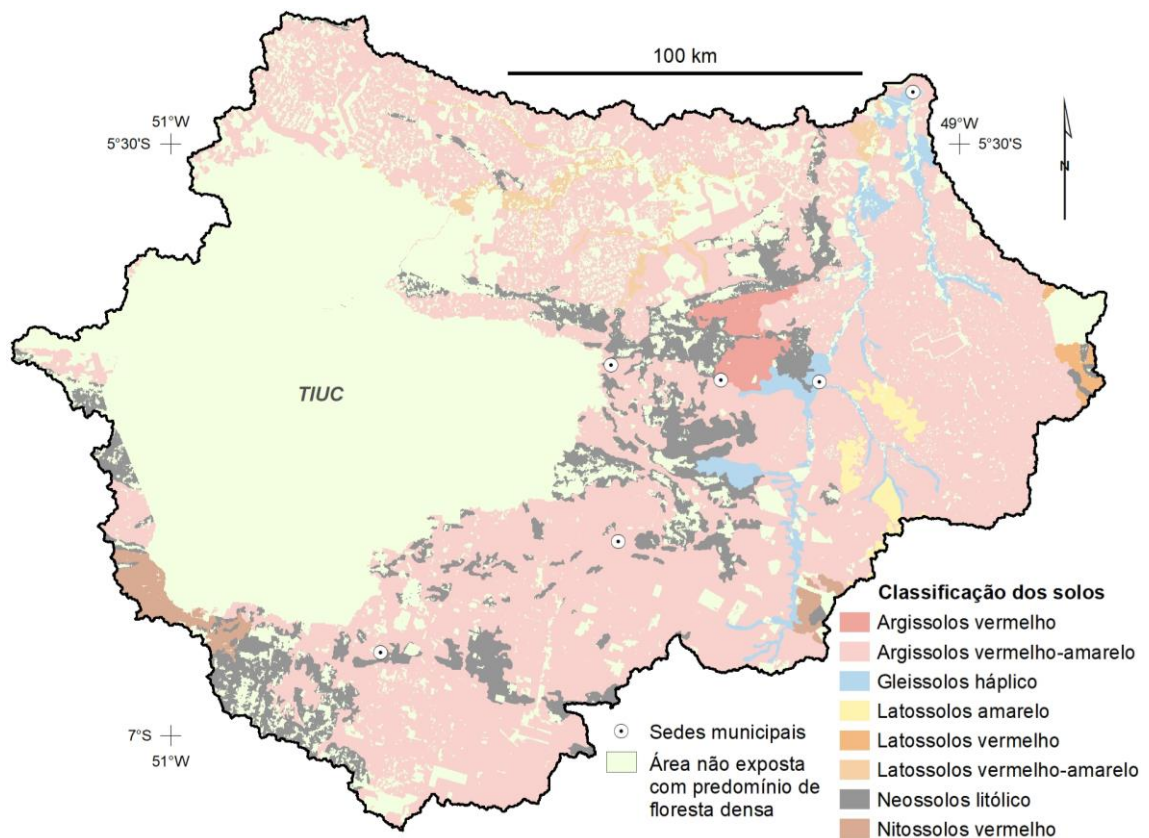 100 km
51°W
5°30'S
49°W
5°30'S
N
TIUC
7°S
51°W
Sedes municipais
Área não exposta
com predomínio de
floresta densa
Classificação dos solos
Argissolos vermelho
Argissolos vermelho-amarelo
Gleissolos háplico
Latossolos amarelo
Latossolos vermelho
Latossolos vermelho-amarelo
Neossolos litólico
Nitossolos vermelho